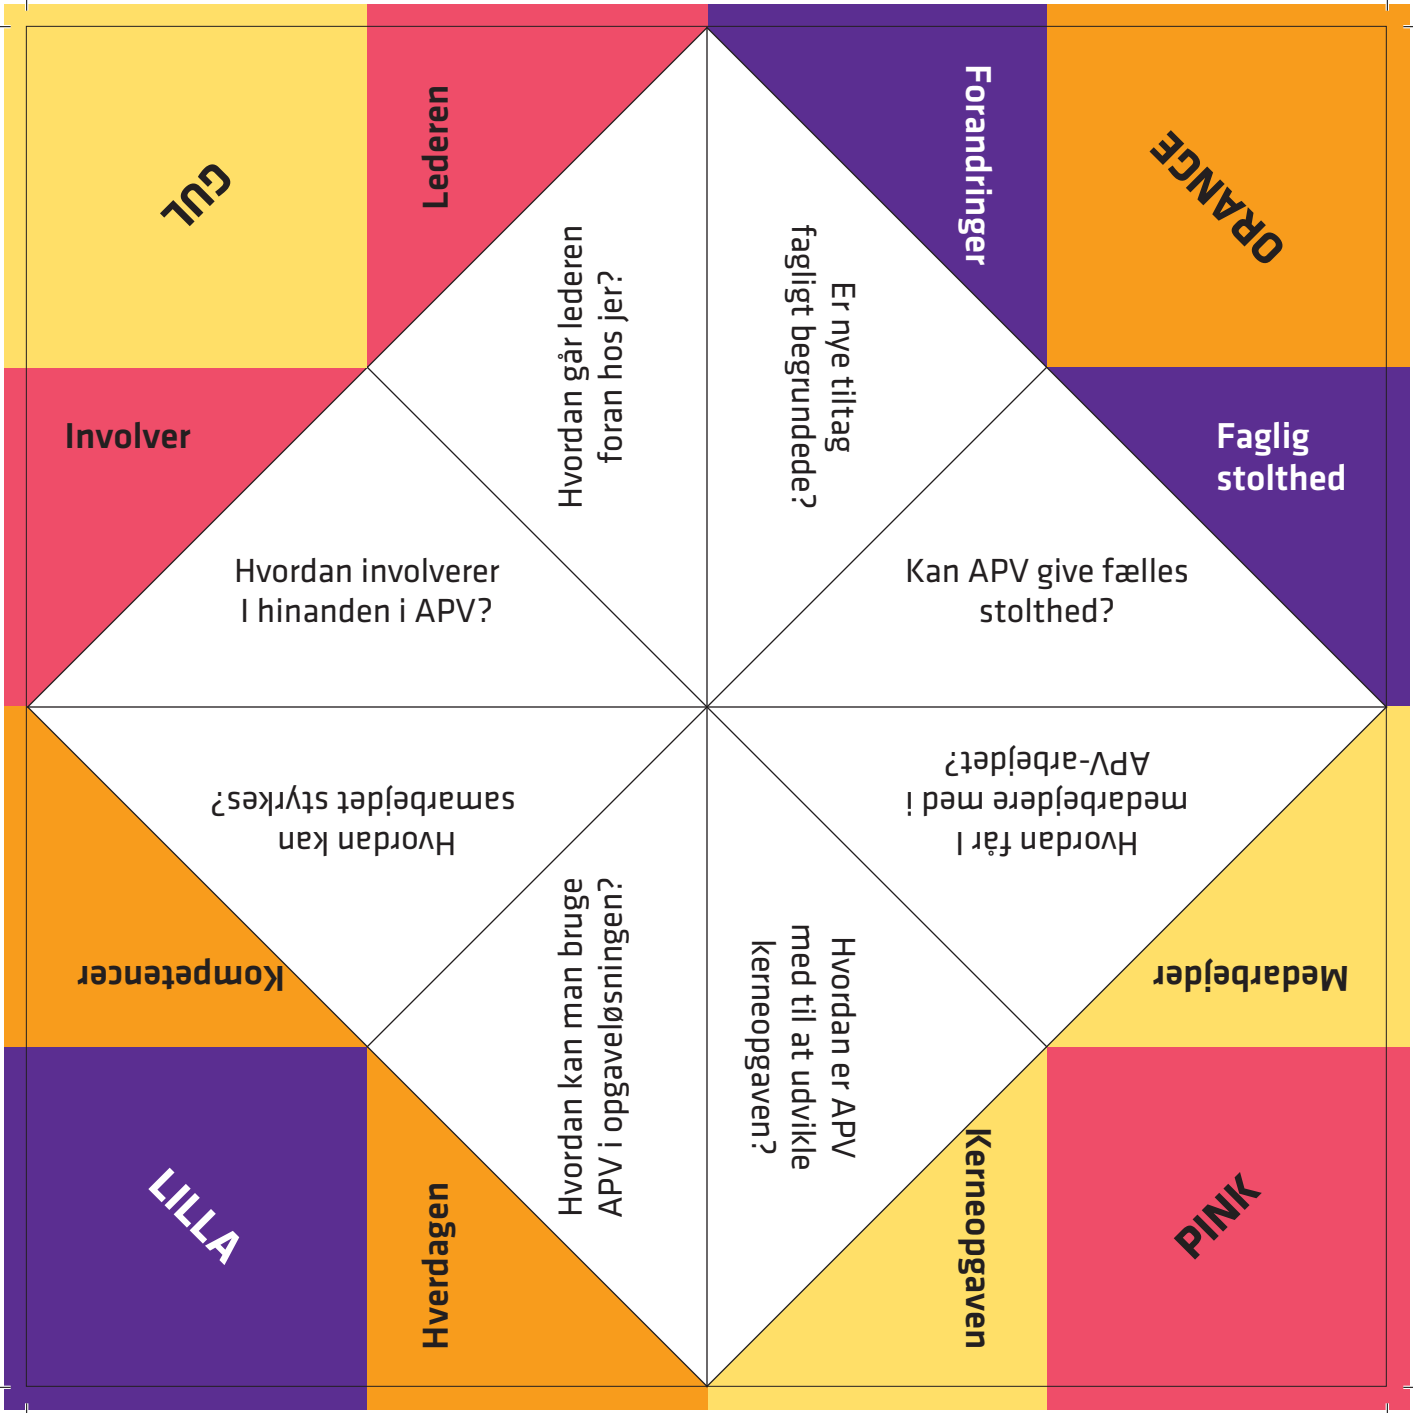 GUL
Lederen
Forandringer
ORANGE
Involver
Faglig
stolthed
Hvordan går lederen
foran hos jer?
Er nye tiltag
fagligt begrundede?
Hvordan involverer
I hinanden i APV?
Kan APV give fælles
stolthed?
Hvordan kan
samarbejdet styrkes?
Hvordan får I
medarbejdere med i
APV-arbejdet?
Hvordan kan man bruge
APV i opgaveløsningen?
Hvordan er APV
med til at udvikle
kerneopgaven?
Kompetencer
Medarbejder
LILLA
Hverdagen
Kerneopgaven
PINK